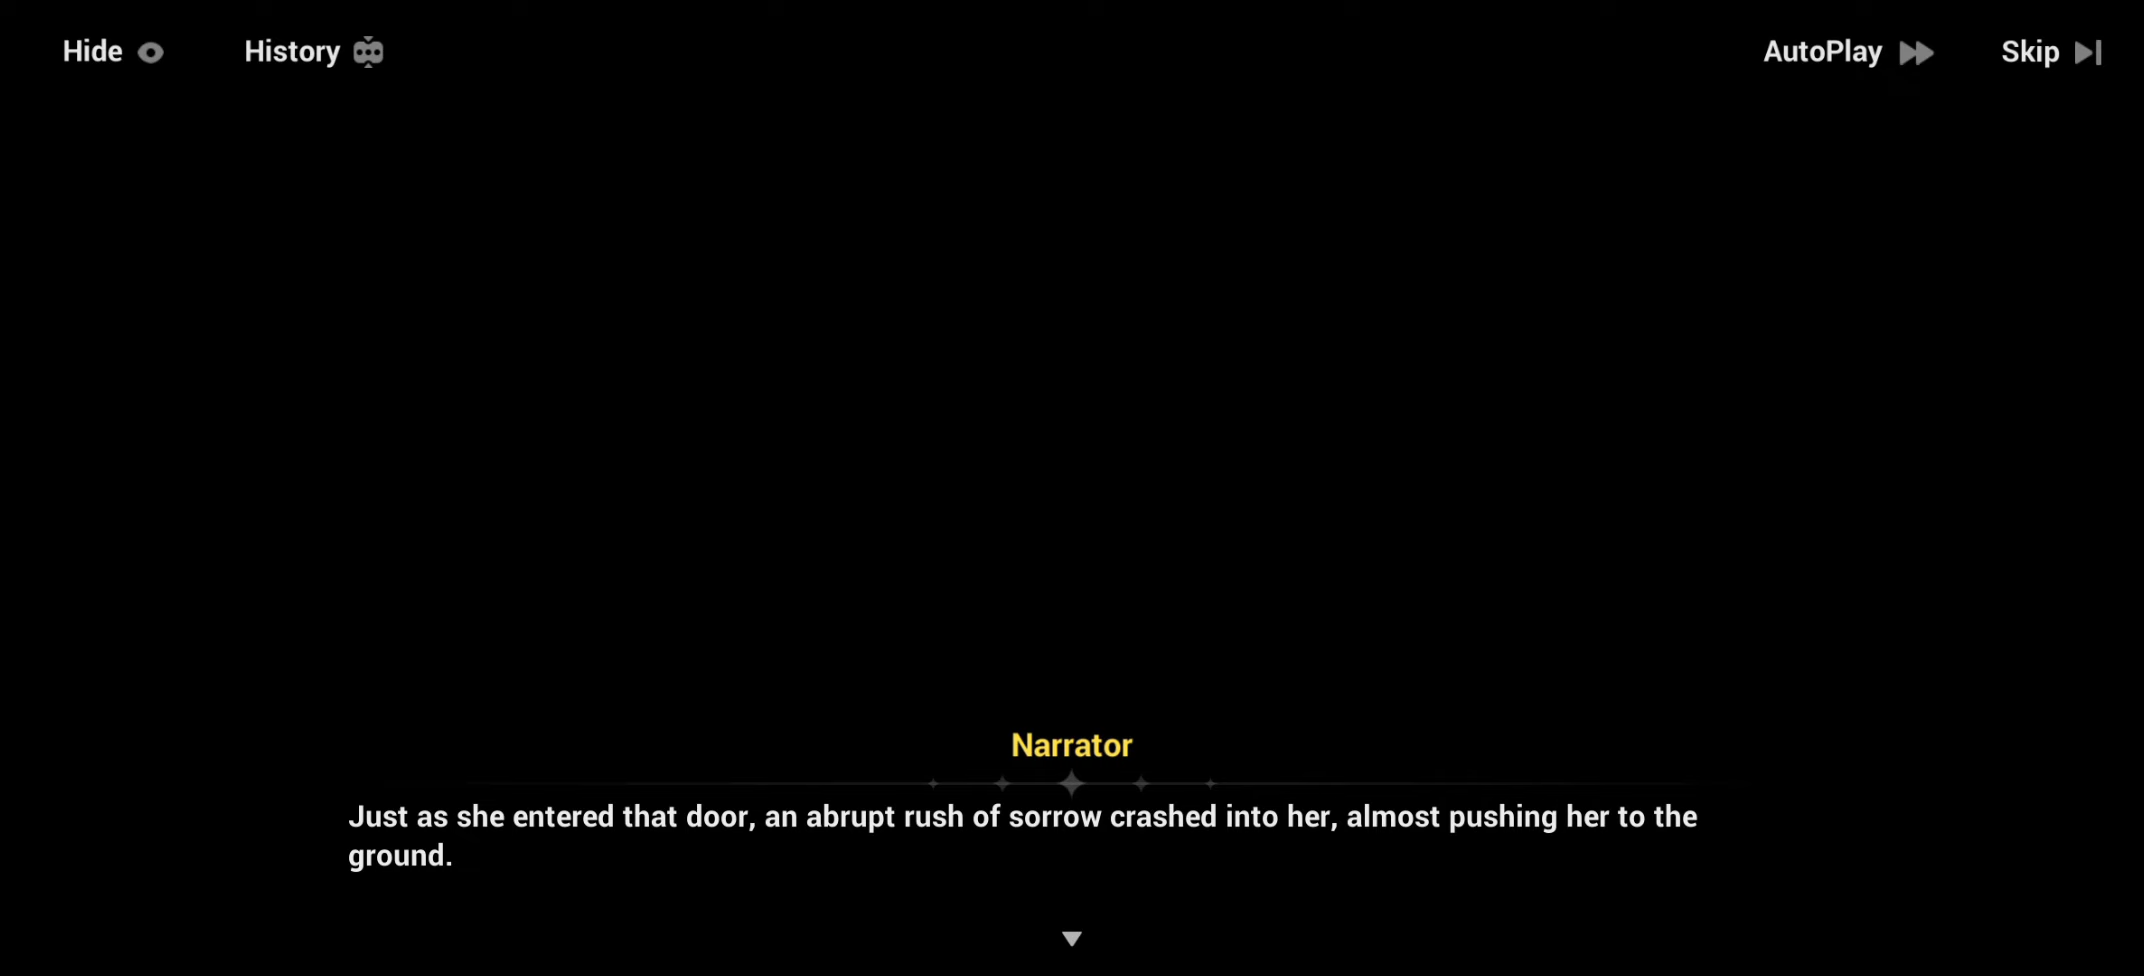 Hide
History
AutoPlay
Skip
Narrator
Just as she entered that door, an abrupt rush of sorrow crashed into her, almost pushing her to the
ground.